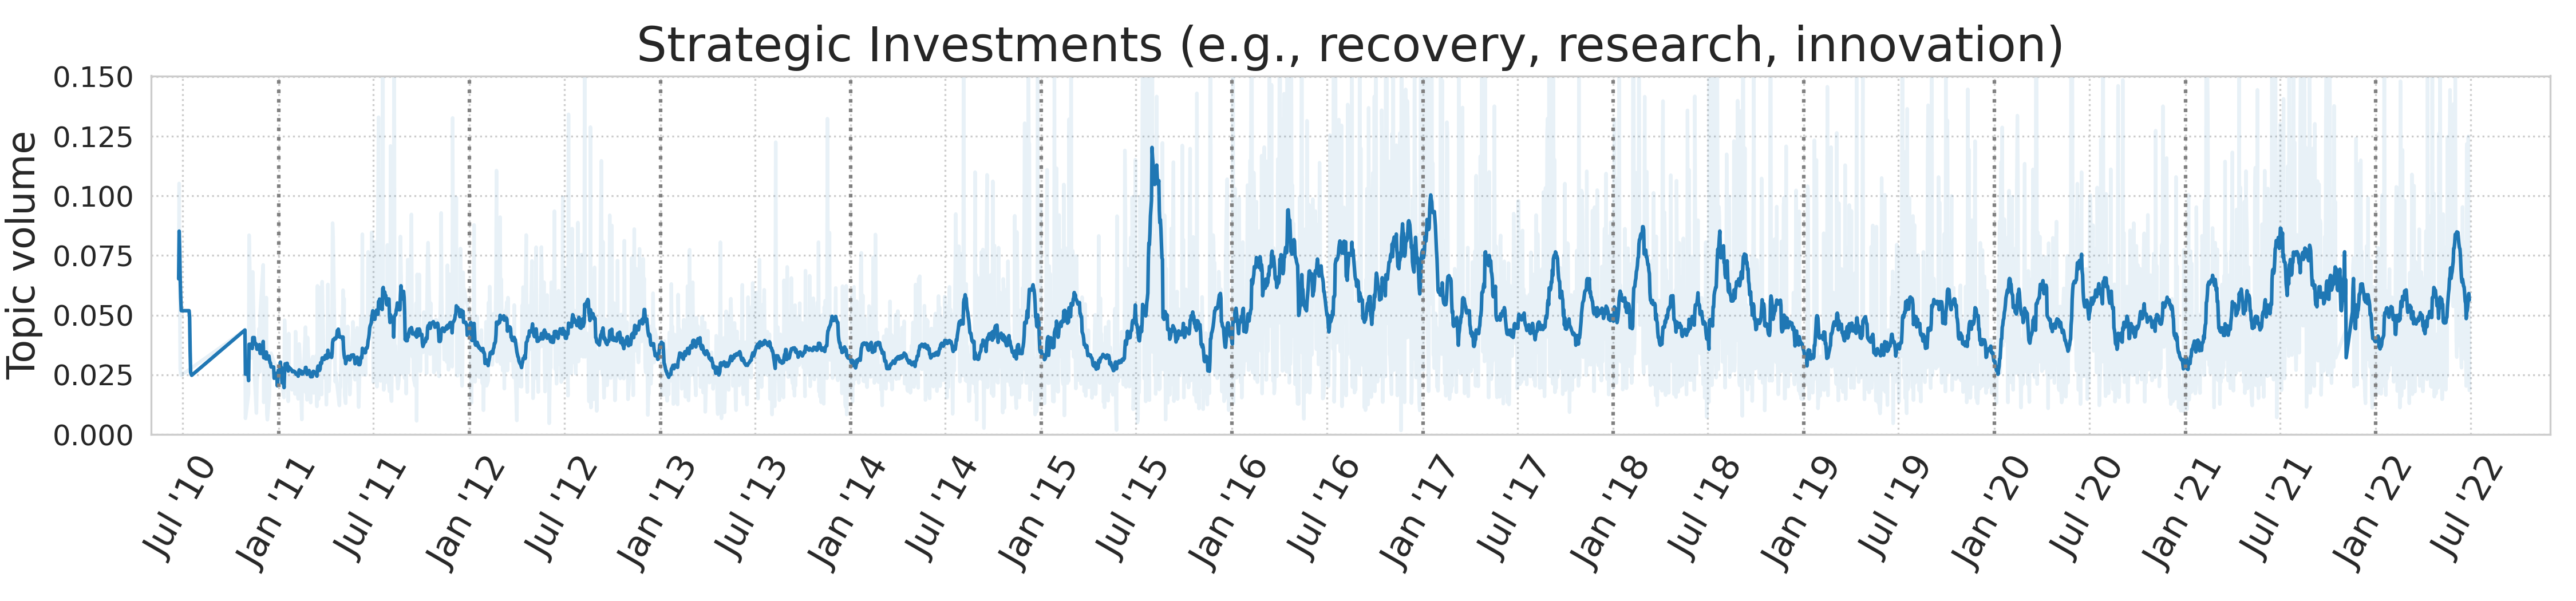 Strategic Investments (e.g., recovery, research, innovation)
Topic volume
0.150
0.125
0.100
0.075
0.050
0.025
0.000
Jul '10
Jan '11
Jul '11
Jan '12
Jul '12
Jan '13
Jul '13
Jan '14
Jul '14
Jan '15
Jul '15
Jan '16
Jul '16
Jan '17
Jul '17
Jan '18
Jul '18
Jan '19
Jul '19
Jan '20
Jul '20
Jan '21
Jul '21
Jan '22
Jul '22